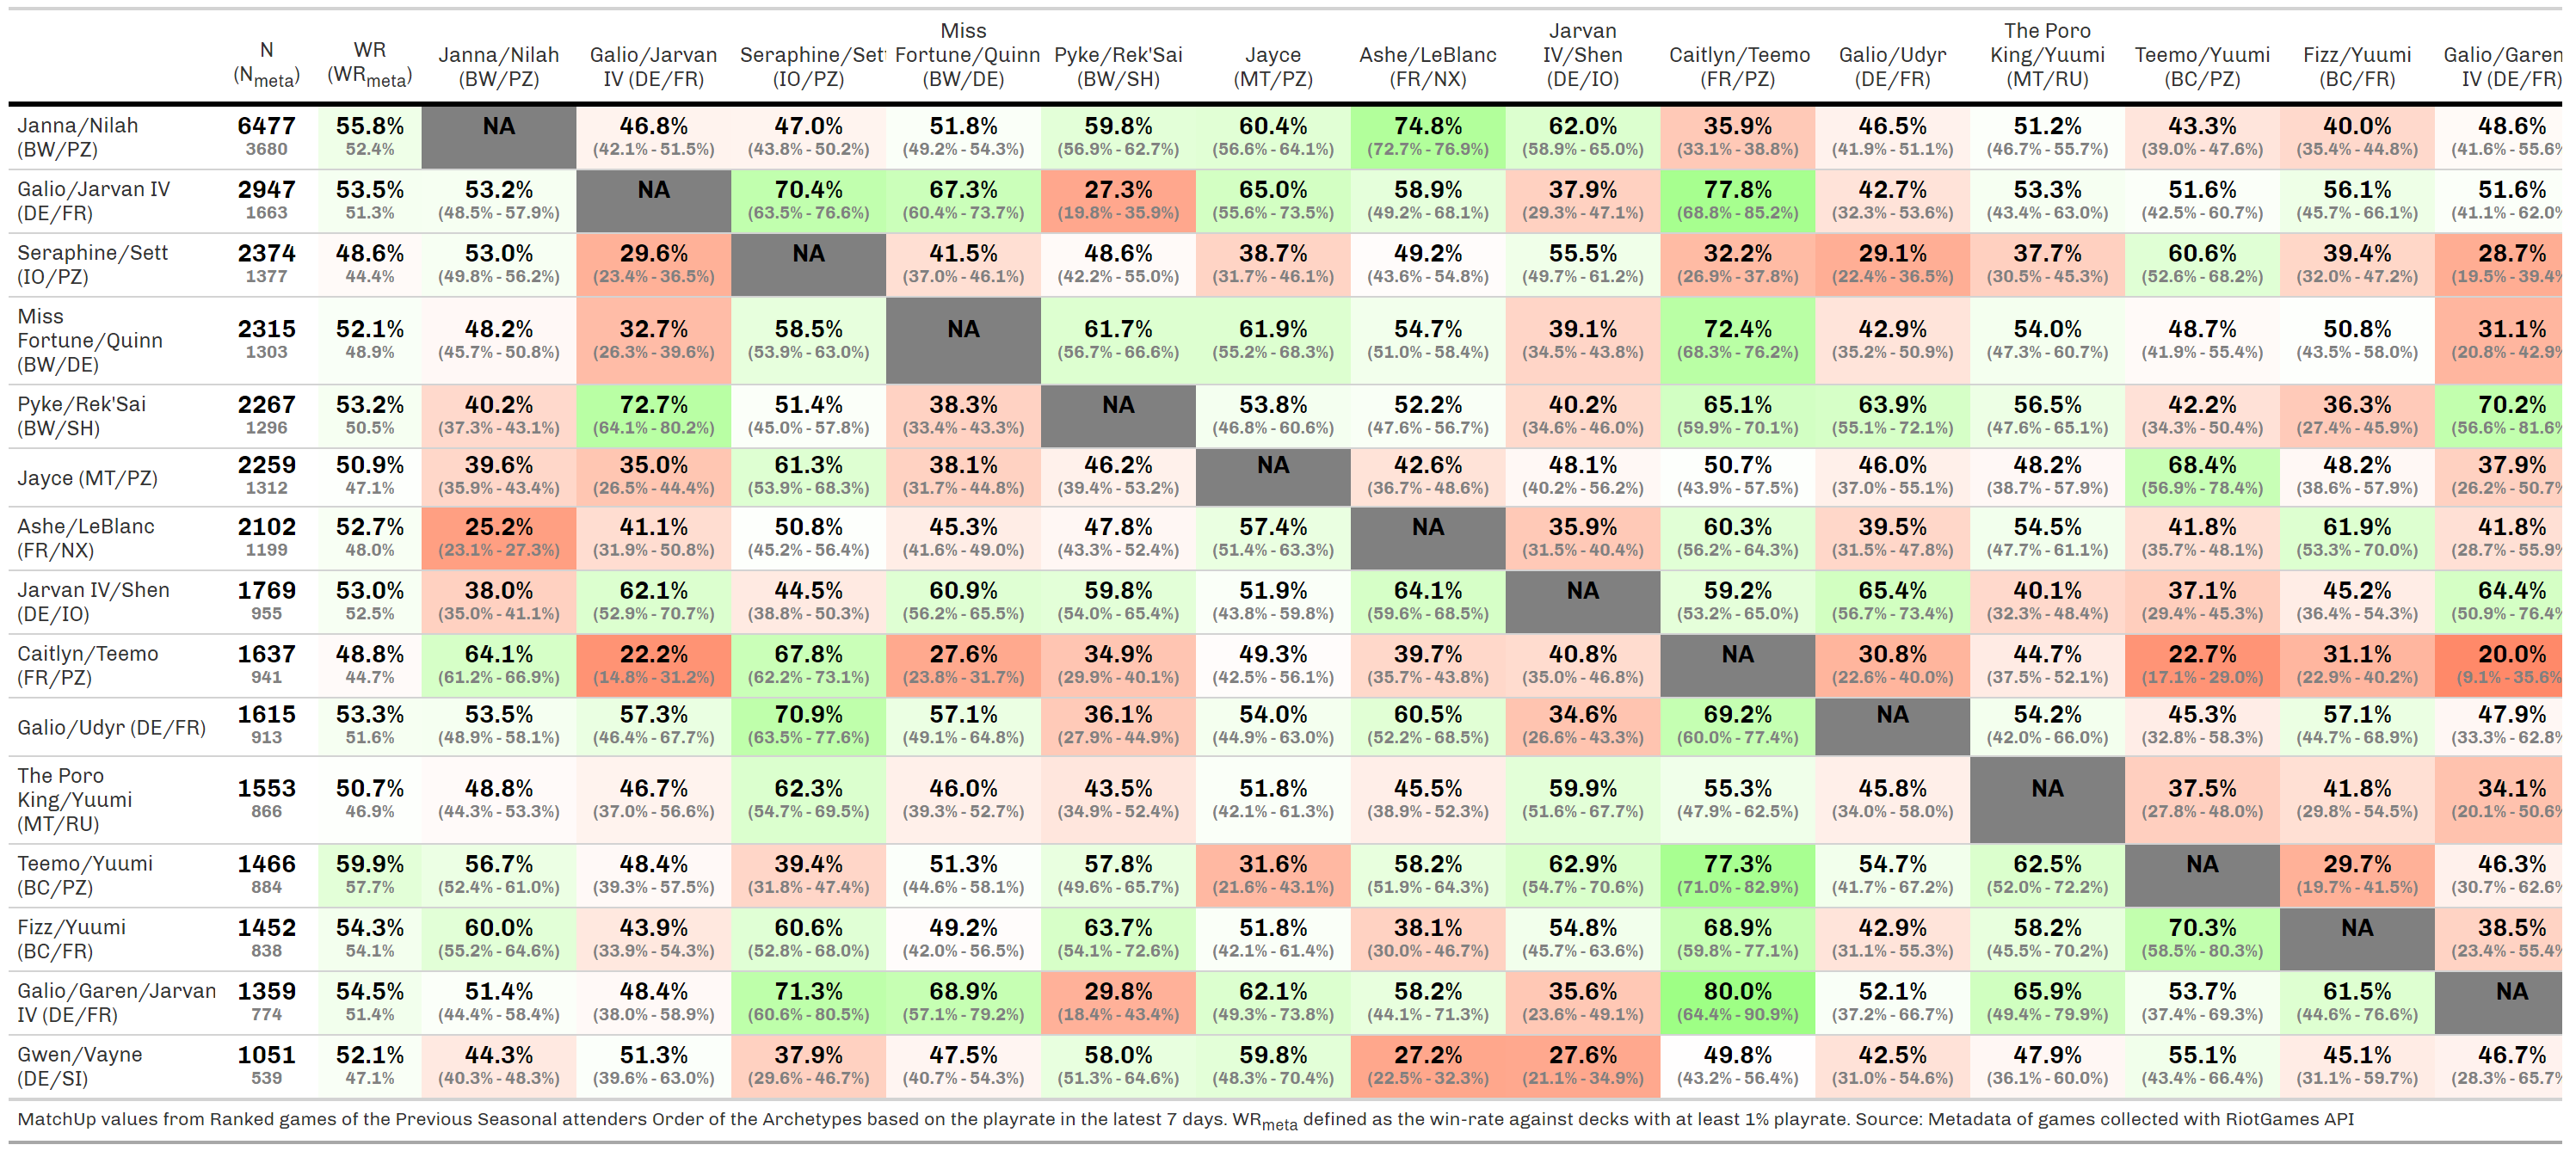 N (Nmeta) WR (WRmeta) Janna/Nilah (BW/PZ) Galio/Jarvan IV (DE/FR) Seraphine/Sett (IO/PZ) Miss Fortune/Quinn (BW/DE) Pyke/Rek'Sai (BW/SH) Jayce (MT/PZ) Ashe/LeBlanc (FR/NX) Jarvan IV/Shen (DE/IO) Caitlyn/Teemo (FR/PZ) Galio/Udyr (DE/FR) The Poro King/Yuumi (MT/RU) Teemo/Yuumi (BC/PZ) Fizz/Yuumi (BC/FR) Galio/Garen IV (DE/FR)
Janna/Nilah 6477 55.8% NA 46.8% 47.0% 51.8% 59.8% 60.4% 74.8% 62.0% 35.9% 46.5% 51.2% 43.3% 40.0% 48.6%
(BW/PZ) 3680 52.4% (42.1% - 51.5%) (43.8% - 50.2%) (49.2% - 54.3%) (56.9% - 62.7%) (56.6% - 64.1%) (72.7% - 76.9%) (58.9% - 65.0%) (33.1% - 38.8%) (41.9% - 51.1%) (46.7% - 55.7%) (39.0% - 47.6%) (35.4% - 44.8%) (41.6% - 55.6%
Galio/Jarvan IV 2947 53.5% 53.2% NA 70.4% 67.3% 27.3% 65.0% 58.9% 37.9% 77.8% 42.7% 53.3% 51.6% 56.1% 51.6%
(DE/FR) 1663 51.3% (48.5% - 57.9%) (63.5% - 76.6%) (60.4% - 73.7%) (19.8% - 35.9%) (55.6% - 73.5%) (49.2% - 68.1%) (29.3% - 47.1%) (68.8% - 85.2%) (32.3% - 53.6%) (43.4% - 63.0%) (42.5% - 60.7%) (45.7% - 66.1%) (41.1% - 62.0%
Seraphine/Sett 2374 48.6% 53.0% 29.6% NA 41.5% 48.6% 38.7% 49.2% 55.5% 32.2% 29.1% 37.7% 60.6% 39.4% 28.7%
(IO/PZ) 1377 44.4% (49.8% - 56.2%) (23.4% - 36.5%) (37.0% - 46.1%) (42.2% - 55.0%) (31.7% - 46.1%) (43.6% - 54.8%) (49.7% - 61.2%) (26.9% - 37.8%) (22.4% - 36.5%) (30.5% - 45.3%) (52.6% - 68.2%) (32.0% - 47.2%) (19.5% - 39.4%
Miss
Fortune/Quinn 2315 52.1% 48.2% 32.7% 58.5% NA 61.7% 61.9% 54.7% 39.1% 72.4% 42.9% 54.0% 48.7% 50.8% 31.1%
(BW/DE) 1303 48.9% (45.7% - 50.8%) (26.3% - 39.6%) (53.9% - 63.0%) (56.7% - 66.6%) (55.2% - 68.3%) (51.0% - 58.4%) (34.5% - 43.8%) (68.3% - 76.2%) (35.2% - 50.9%) (47.3% - 60.7%) (41.9% - 55.4%) (43.5% - 58.0%) (20.8% - 42.9%
Pyke/Rek'Sai 2267 53.2% 40.2% 72.7% 51.4% 38.3% NA 53.8% 52.2% 40.2% 65.1% 63.9% 56.5% 42.2% 36.3% 70.2%
(BW/SH) 1296 50.5% (37.3% - 43.1%) (64.1% - 80.2%) (45.0% - 57.8%) (33.4% - 43.3%) (46.8% - 60.6%) (47.6% - 56.7%) (34.6% - 46.0%) (59.9% - 70.1%) (55.1% - 72.1%) (47.6% - 65.1%) (34.3% - 50.4%) (27.4% - 45.9%) (56.6% - 81.6%
Jayce (MT/PZ) 2259 50.9% 39.6% 35.0% 61.3% 38.1% 46.2% NA 42.6% 48.1% 50.7% 46.0% 48.2% 68.4% 48.2% 37.9%
1312 47.1% (35.9% - 43.4%) (26.5% - 44.4%) (53.9% - 68.3%) (31.7% - 44.8%) (39.4% - 53.2%) (36.7% - 48.6%) (40.2% - 56.2%) (43.9% - 57.5%) (37.0% - 55.1%) (38.7% - 57.9%) (56.9% - 78.4%) (38.6% - 57.9%) (26.2% - 50.7%
Ashe/LeBlanc 2102 52.7% 25.2% 41.1% 50.8% 45.3% 47.8% 57.4% NA 35.9% 60.3% 39.5% 54.5% 41.8% 61.9% 41.8%
(FR/NX) 1199 48.0% (23.1% - 27.3%) (31.9% - 50.8%) (45.2% - 56.4%) (41.6% - 49.0%) (43.3% - 52.4%) (51.4% - 63.3%) (31.5% - 40.4%) (56.2% - 64.3%) (31.5% - 47.8%) (47.7% - 61.1%) (35.7% - 48.1%) (53.3% - 70.0%) (28.7% - 55.9%
Jarvan IV/Shen 1769 53.0% 38.0% 62.1% 44.5% 60.9% 59.8% 51.9% 64.1% NA 59.2% 65.4% 40.1% 37.1% 45.2% 64.4%
(DE/IO) 955 52.5% (35.0% - 41.1%) (52.9% - 70.7%) (38.8% - 50.3%) (56.2% - 65.5%) (54.0% - 65.4%) (43.8% - 59.8%) (59.6% - 68.5%) (53.2% - 65.0%) (56.7% - 73.4%) (32.3% - 48.4%) (29.4% - 45.3%) (36.4% - 54.3%) (50.9% - 76.4%
Caitlyn/Teemo 1637 48.8% 64.1% 22.2% 67.8% 27.6% 34.9% 49.3% 39.7% 40.8% NA 30.8% 44.7% 22.7% 31.1% 20.0%
(FR/PZ) 941 44.7% (61.2% - 66.9%) (14.8% - 31.2%) (62.2% - 73.1%) (23.8% - 31.7%) (29.9% - 40.1%) (42.5% - 56.1%) (35.7% - 43.8%) (35.0% - 46.8%) (22.6% - 40.0%) (37.5% - 52.1%) (17.1% - 29.0%) (22.9% - 40.2%) (9.1% - 35.6%
Galio/Udyr (DE/FR) 1615 53.3% 53.5% 57.3% 70.9% 57.1% 36.1% 54.0% 60.5% 34.6% 69.2% NA 54.2% 45.3% 57.1% 47.9%
913 51.6% (48.9% - 58.1%) (46.4% - 67.7%) (63.5% - 77.6%) (49.1% - 64.8%) (27.9% - 44.9%) (44.9% - 63.0%) (52.2% - 68.5%) (26.6% - 43.3%) (60.0% - 77.4%) (42.0% - 66.0%) (32.8% - 58.3%) (44.7% - 68.9%) (33.3% - 62.8%
The Poro
King/Yuumi 1553 50.7% 48.8% 46.7% 62.3% 46.0% 43.5% 51.8% 45.5% 59.9% 55.3% 45.8% NA 37.5% 41.8% 34.1%
(MT/RU) 866 46.9% (44.3% - 53.3%) (37.0% - 56.6%) (54.7% - 69.5%) (39.3% - 52.7%) (34.9% - 52.4%) (42.1% - 61.3%) (38.9% - 52.3%) (51.6% - 67.7%) (47.9% - 62.5%) (34.0% - 58.0%) (27.8% - 48.0%) (29.8% - 54.5%) (20.1% - 50.6%
Teemo/Yuumi 1466 59.9% 56.7% 48.4% 39.4% 51.3% 57.8% 31.6% 58.2% 62.9% 77.3% 54.7% 62.5% NA 29.7% 46.3%
(BC/PZ) 884 57.7% (52.4% - 61.0%) (39.3% - 57.5%) (31.8% - 47.4%) (44.6% - 58.1%) (49.6% - 65.7%) (21.6% - 43.1%) (51.9% - 64.3%) (54.7% - 70.6%) (71.0% - 82.9%) (41.7% - 67.2%) (52.0% - 72.2%) (19.7% - 41.5%) (30.7% - 62.6%
Fizz/Yuumi 1452 54.3% 60.0% 43.9% 60.6% 49.2% 63.7% 51.8% 38.1% 54.8% 68.9% 42.9% 58.2% 70.3% NA 38.5%
(BC/FR) 838 54.1% (55.2% - 64.6%) (33.9% - 54.3%) (52.8% - 68.0%) (42.0% - 56.5%) (54.1% - 72.6%) (42.1% - 61.4%) (30.0% - 46.7%) (45.7% - 63.6%) (59.8% - 77.1%) (31.1% - 55.3%) (45.5% - 70.2%) (58.5% - 80.3%) (23.4% - 55.4%
Galio/Garen/Jarvan 1359 54.5% 51.4% 48.4% 71.3% 68.9% 29.8% 62.1% 58.2% 35.6% 80.0% 52.1% 65.9% 53.7% 61.5% NA
IV (DE/FR) 774 51.4% (44.4% - 58.4%) (38.0% - 58.9%) (60.6% - 80.5%) (57.1% - 79.2%) (18.4% - 43.4%) (49.3% - 73.8%) (44.1% - 71.3%) (23.6% - 49.1%) (64.4% - 90.9%) (37.2% - 66.7%) (49.4% - 79.9%) (37.4% - 69.3%) (44.6% - 76.6%)
Gwen/Vayne 1051 52.1% 44.3% 51.3% 37.9% 47.5% 58.0% 59.8% 27.2% 27.6% 49.8% 42.5% 47.9% 55.1% 45.1% 46.7%
(DE/SI) 539 47.1% (40.3% - 48.3%) (39.6% - 63.0%) (29.6% - 46.7%) (40.7% - 54.3%) (51.3% - 64.6%) (48.3% - 70.4%) (22.5% - 32.3%) (21.1% - 34.9%) (43.2% - 56.4%) (31.0% - 54.6%) (36.1% - 60.0%) (43.4% - 66.4%) (31.1% - 59.7%) (28.3% - 65.7%
MatchUp values from Ranked games of the Previous Seasonal attenders Order of the Archetypes based on the playrate in the latest 7 days. WRmeta defined as the win-rate against decks with at least 1% playrate. Source: Metadata of games collected with RiotGames API